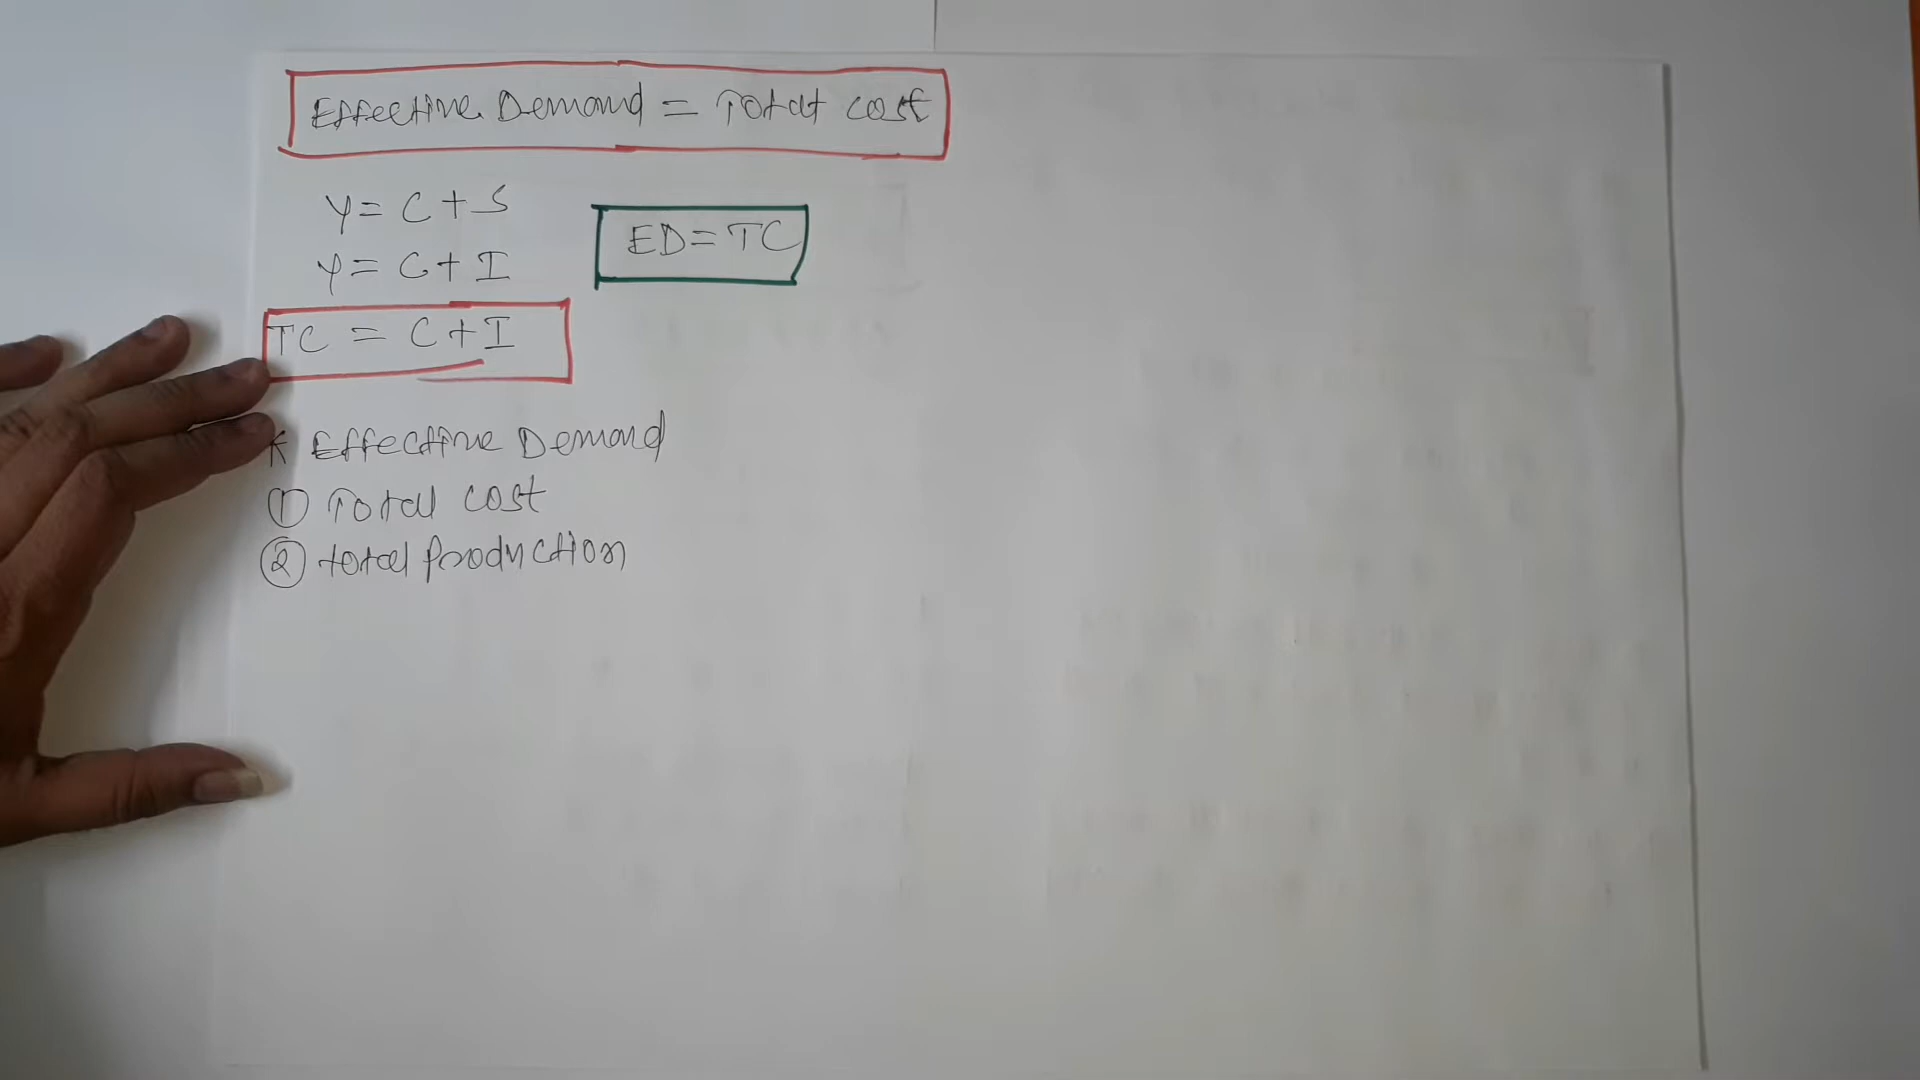 Effective Demand = Total cost
Y = C + S
ED = TC
Y = C + I
TC = C + I
* Effective Demand
① Total cost
② total production